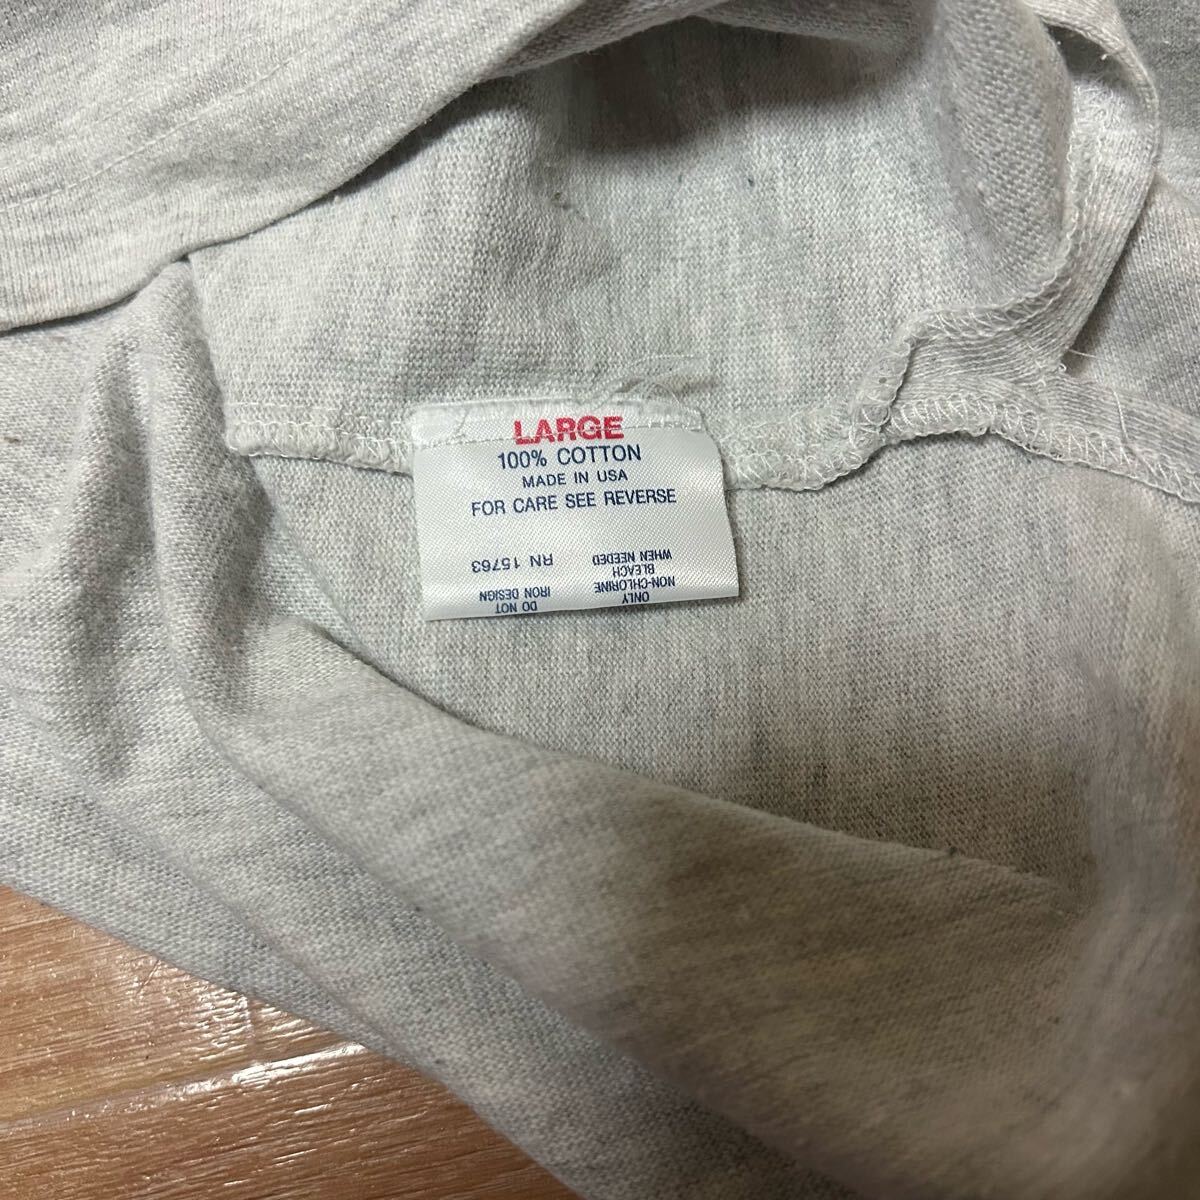 LARGE
100% COTTON
MADE IN USA
FOR CARE SEE REVERSE
ONLY
NON-CHLORINE
BLEACH
WHEN NEEDED
DO NOT
IRON DESIGN
RN 15763